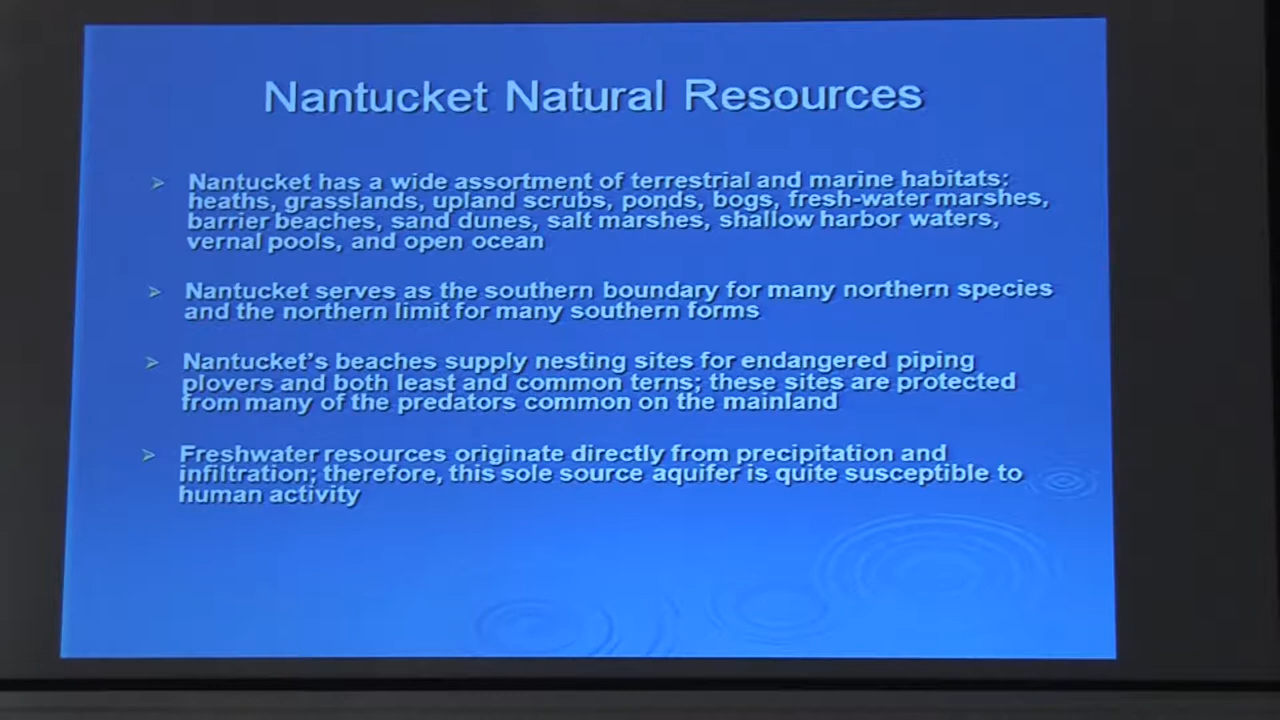 Nantucket Natural Resources
Nantucket has a wide assortment of terrestrial and marine habitats:
heaths, grasslands, upland scrubs, ponds, bogs, fresh-water marshes,
barrier beaches, sand dunes, salt marshes, shallow harbor waters,
vernal pools, and open ocean
Nantucket serves as the southern boundary for many northern species
and the northern limit for many southern forms
Nantucket's beaches supply nesting sites for endangered piping
plovers and both least and common terns; these sites are protected
from many of the predators common on the mainland
Freshwater resources originate directly from precipitation and
infiltration; therefore, this sole source aquifer is quite susceptible to
human activity